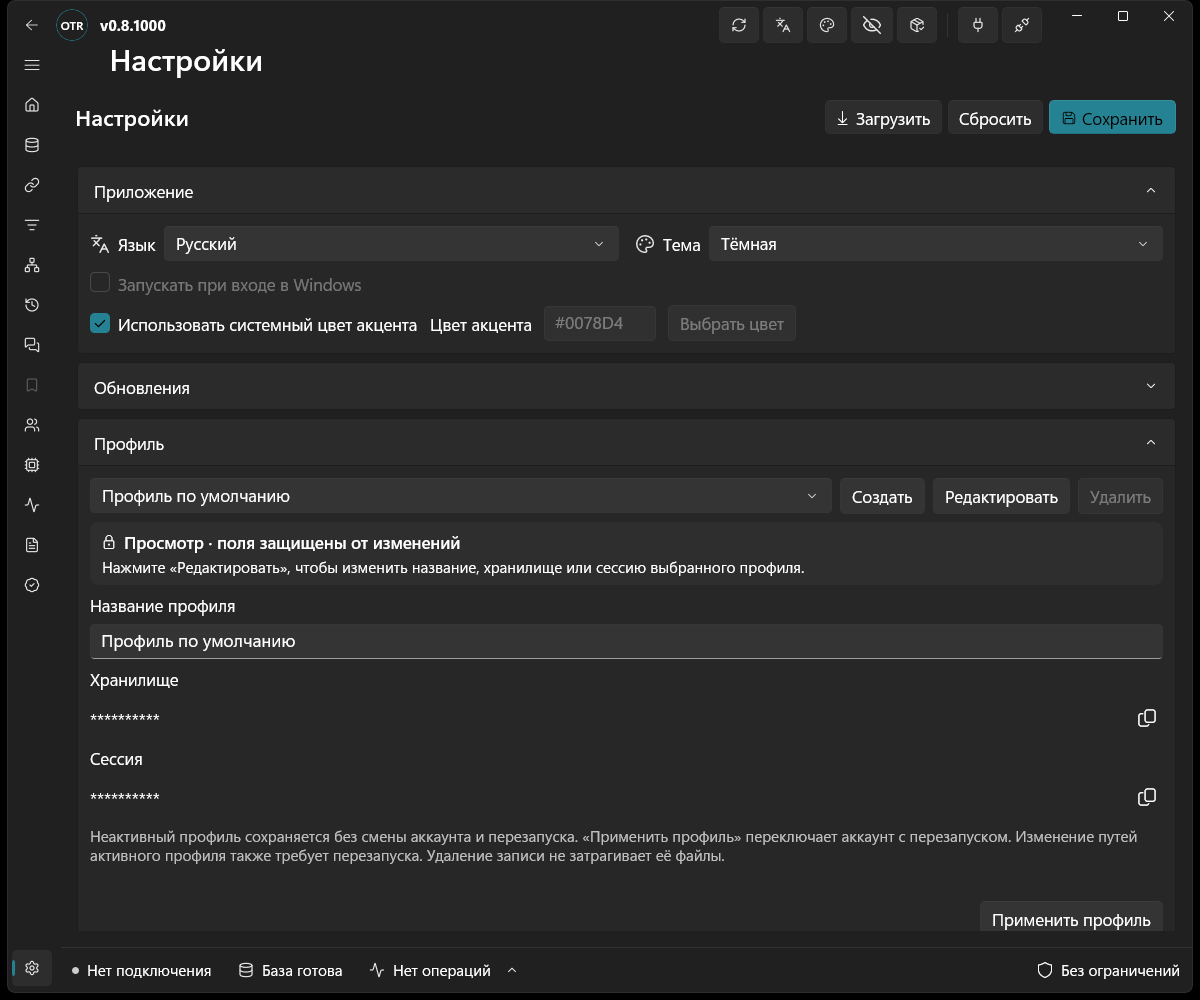 OTR v0.8.1000
Настройки
Настройки
Загрузить Сбросить Сохранить
Приложение
Язык Русский Тема Тёмная
Запускать при входе в Windows
Использовать системный цвет акцента Цвет акцента #0078D4 Выбрать цвет
Обновления
Профиль
Профиль по умолчанию Создать Редактировать Удалить
Просмотр · поля защищены от изменений
Нажмите «Редактировать», чтобы изменить название, хранилище или сессию выбранного профиля.
Название профиля
Профиль по умолчанию
Хранилище
**********
Сессия
**********
Неактивный профиль сохраняется без смены аккаунта и перезапуска. «Применить профиль» переключает аккаунт с перезапуском. Изменение путей
активного профиля также требует перезапуска. Удаление записи не затрагивает её файлы.
Применить профиль
Нет подключения База готова Нет операций Без ограничений